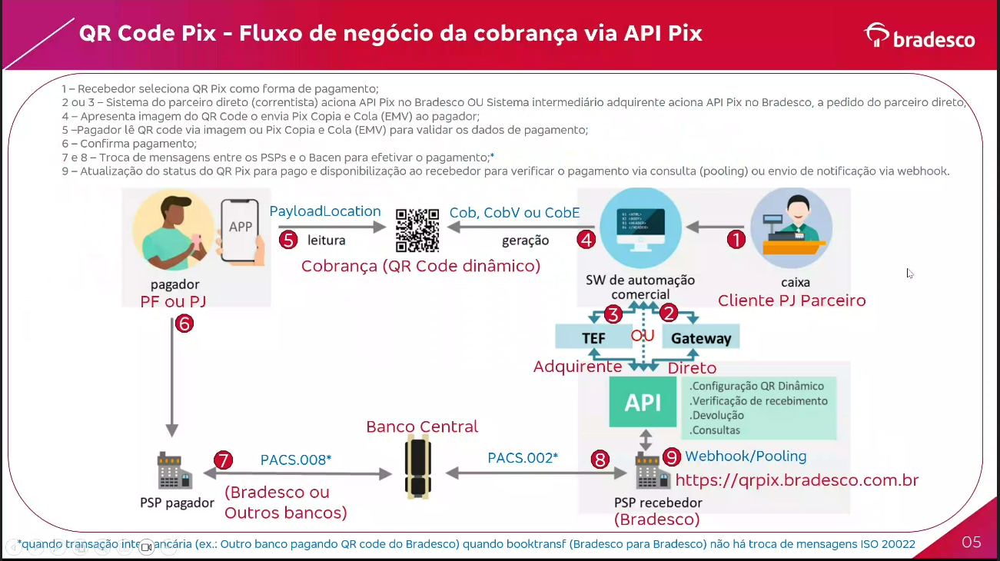 QR Code Pix - Fluxo de negócio da cobrança via API Pix
bradesco
1 – Recebedor seleciona QR Pix como forma de pagamento;
2 ou 3 – Sistema do parceiro direto (correntista) aciona API Pix no Bradesco OU Sistema intermediário adquirente aciona API Pix no Bradesco, a pedido do parceiro direto;
4 – Apresenta imagem do QR Code o envia Pix Copia e Cola (EMV) ao pagador;
5 –Pagador lê QR code via imagem ou Pix Copia e Cola (EMV) para validar os dados de pagamento;
6 – Confirma pagamento;
7 e 8 – Troca de mensagens entre os PSPs e o Bacen para efetivar o pagamento;*
9 – Atualização do status do QR Pix para pago e disponibilização ao recebedor para verificar o pagamento via consulta (pooling) ou envio de notificação via webhook.
APP
PayloadLocation
5
leitura
Cob, CobV ou CobE
geração
4
1
Cobrança (QR Code dinâmico)
pagador
PF ou PJ
6
SW de automação
comercial
caixa
Cliente PJ Parceiro
3
2
TEF
OU
Gateway
Adquirente
Direto
API
.Configuração QR Dinâmico
.Verificação de recebimento
.Devolução
.Consultas
Banco Central
7
PACS.008*
PACS.002*
8
9
Webhook/Pooling
https://qrpix.bradesco.com.br
PSP pagador
(Bradesco ou
Outros bancos)
PSP recebedor
(Bradesco)
*quando transação interbancária (ex.: Outro banco pagando QR code do Bradesco) quando booktransf (Bradesco para Bradesco) não há troca de mensagens ISO 20022
05